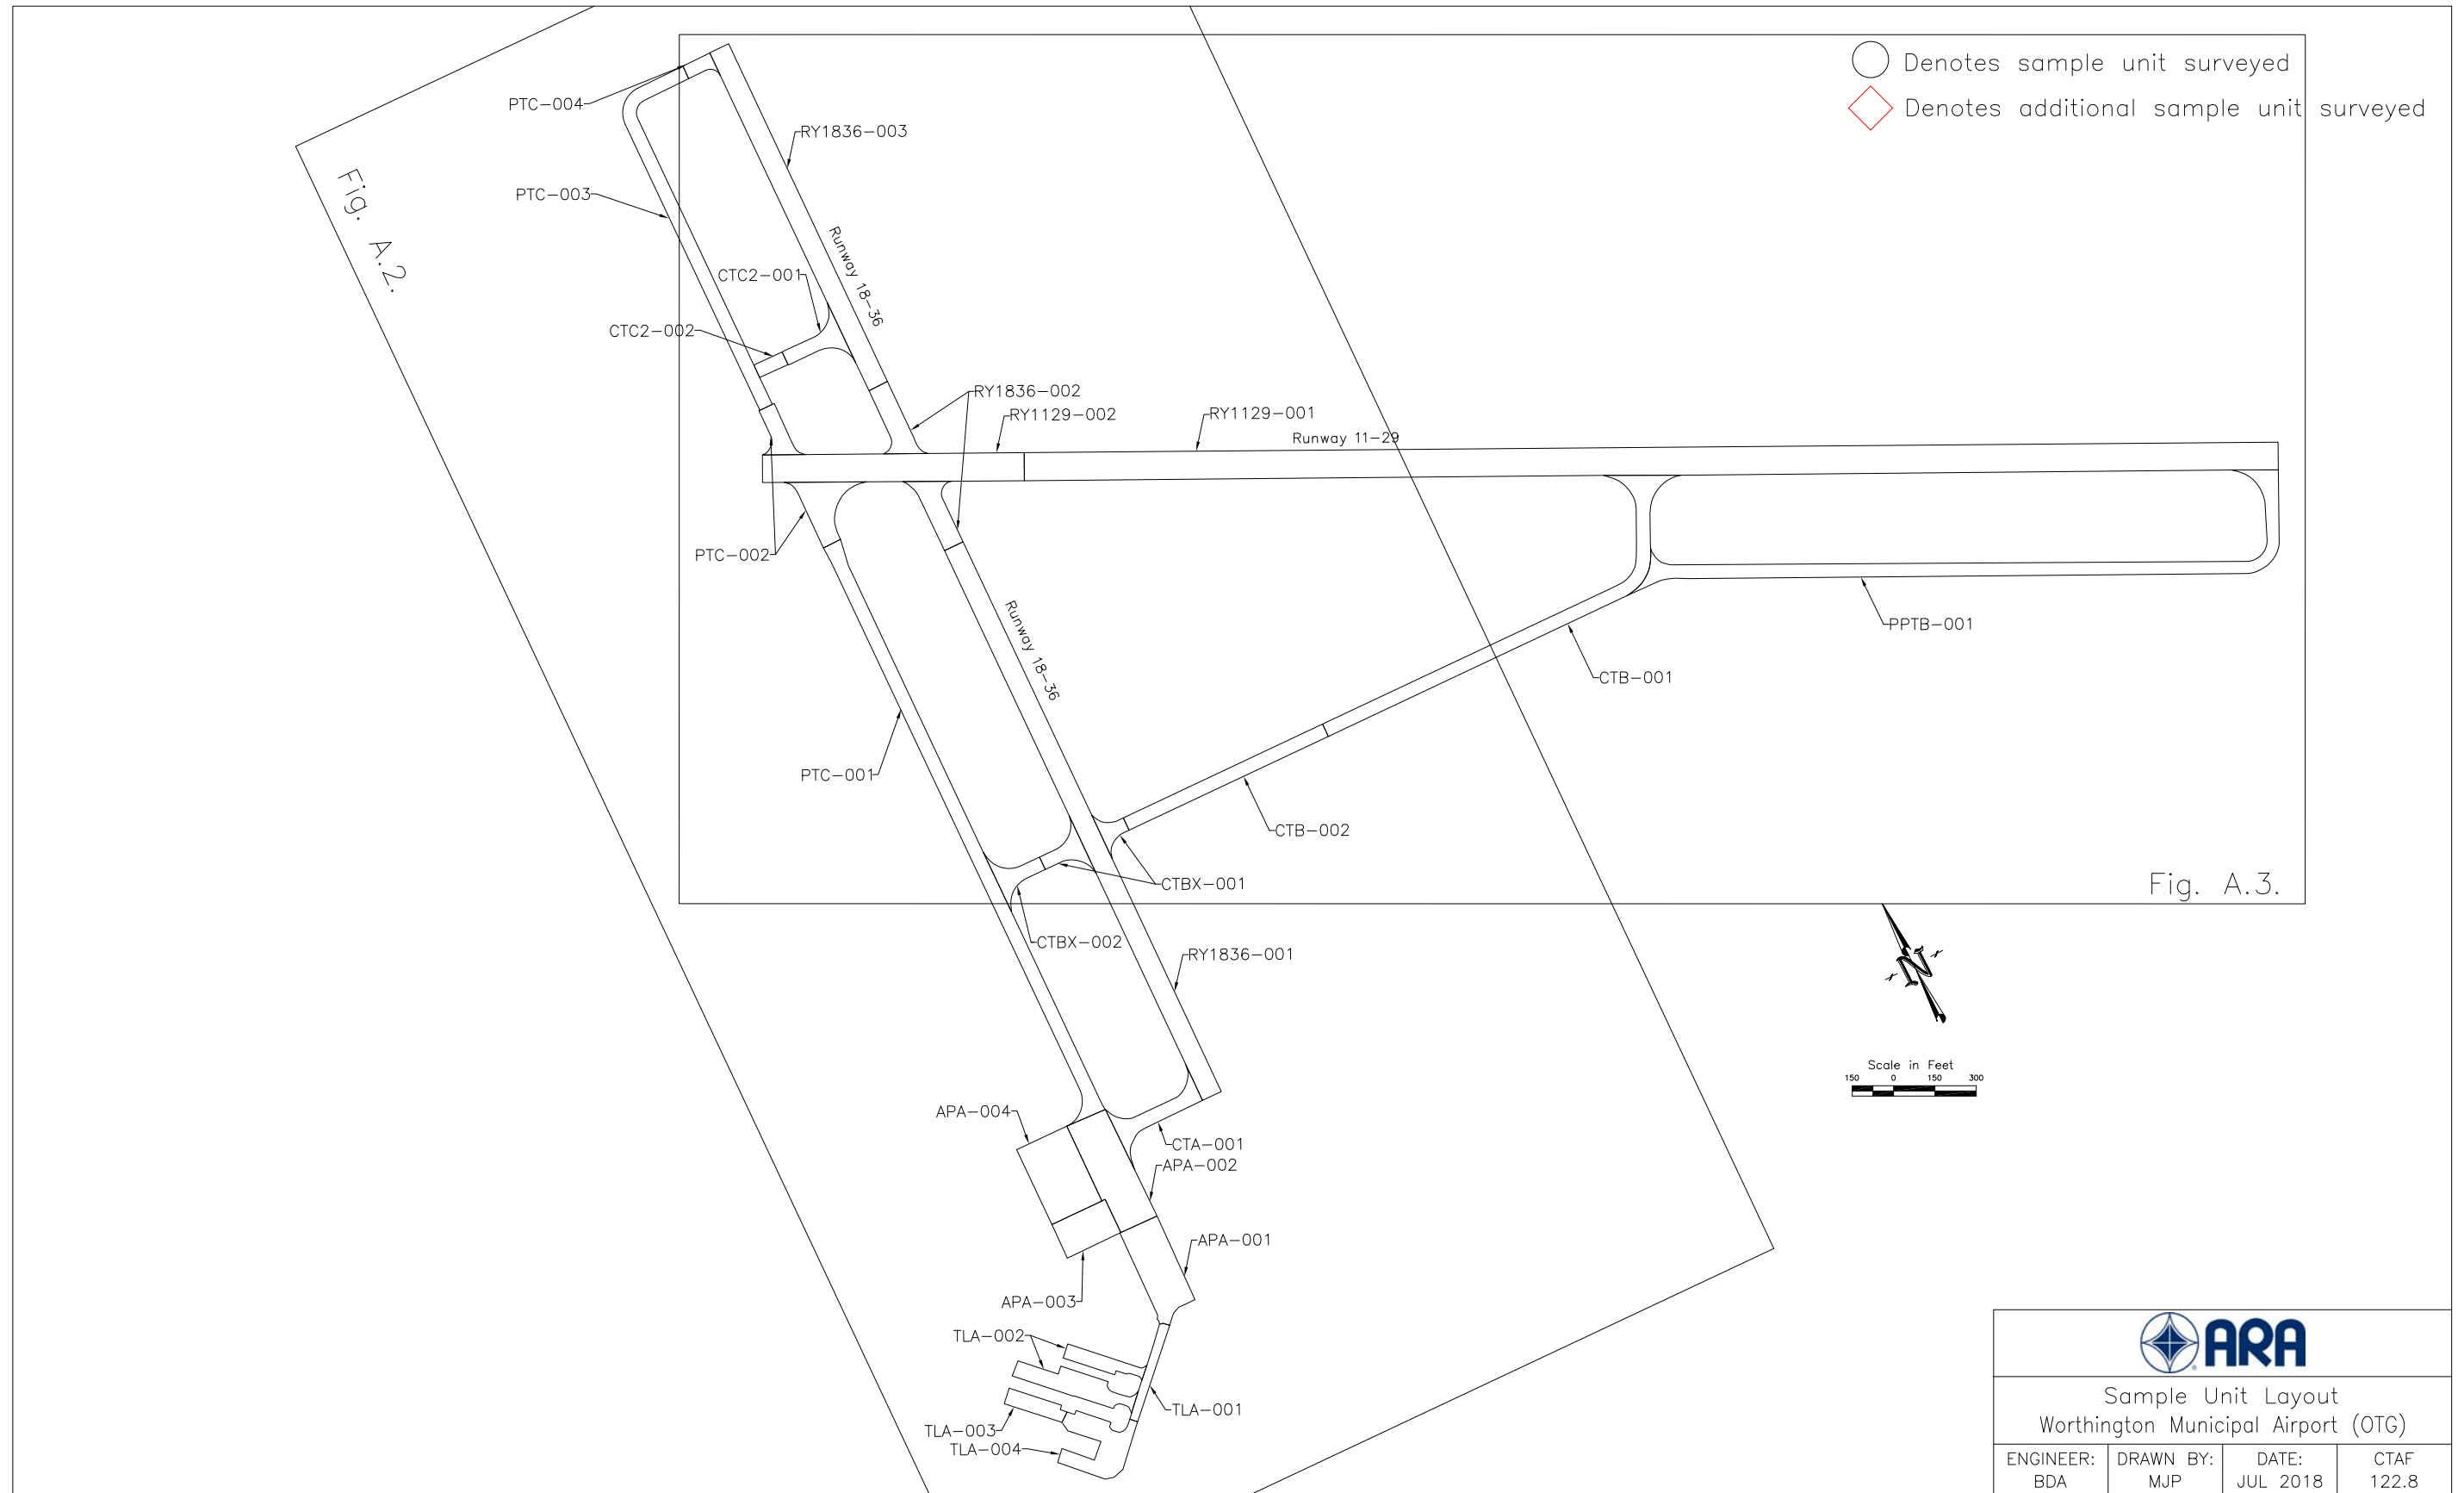 Denotes sample unit surveyed
Denotes additional sample unit surveyed
PTC-004
RY1836-003
Fig. A.2.
PTC-003
Runway 18-36
CTC2-001
CTC2-002
RY1836-002
RY1129-002
RY1129-001
Runway 11-29
PTC-002
Runway 18-36
PPTB-001
CTB-001
PTC-001
CTB-002
CTBX-001
Fig. A.3.
CTBX-002
RY1836-001
N
Scale in Feet
150 0 150 300
APA-004
CTA-001
APA-002
APA-001
APA-003
TLA-002
TLA-001
TLA-003
TLA-004
ARA
Sample Unit Layout
Worthington Municipal Airport (OTG)
ENGINEER: DRAWN BY: DATE: CTAF
BDA MJP JUL 2018 122.8